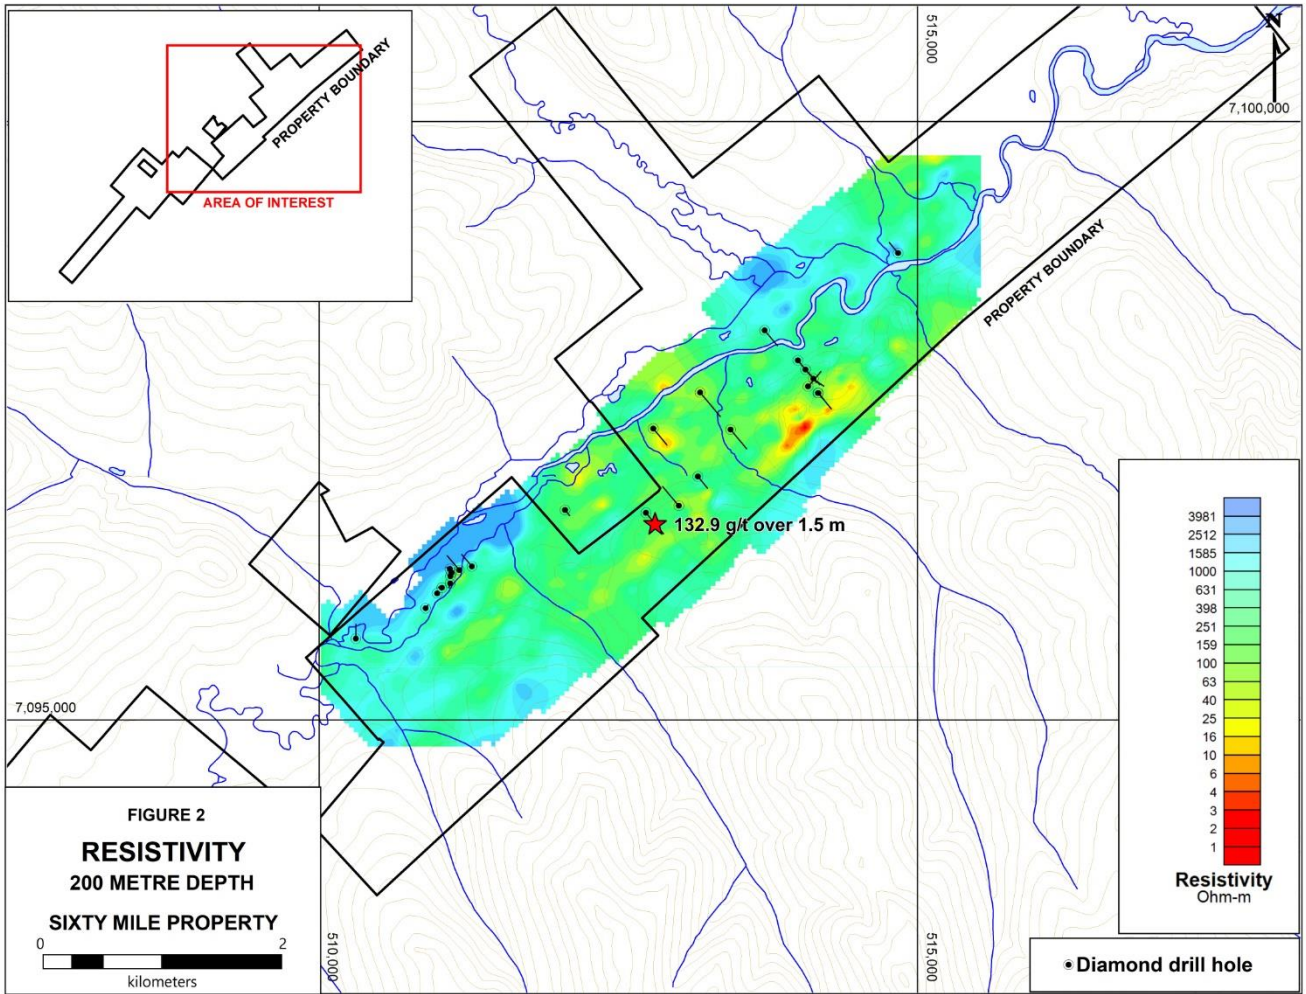 PROPERTY BOUNDARY
AREA OF INTEREST
515,000
N
7,100,000
PROPERTY BOUNDARY
132.9 g/t over 1.5 m
7,095,000
3981
2512
1585
1000
631
398
251
159
100
63
40
25
16
10
6
4
3
2
1
Resistivity
Ohm-m
FIGURE 2
RESISTIVITY
200 METRE DEPTH
SIXTY MILE PROPERTY
0 2
kilometers
510,000
515,000
Diamond drill hole